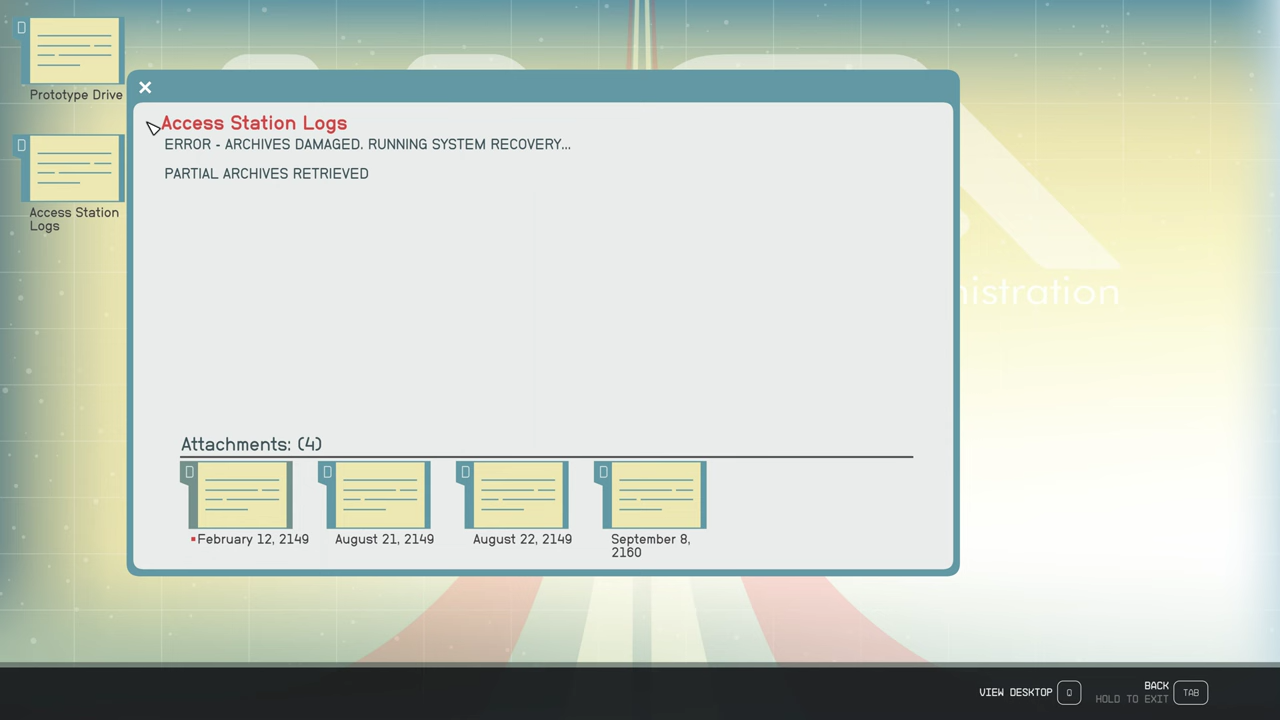 D
Prototype Drive
D
Access Station
Logs
Access Station Logs
ERROR - ARCHIVES DAMAGED. RUNNING SYSTEM RECOVERY...
PARTIAL ARCHIVES RETRIEVED
nistration
Attachments: (4)
D
D
D
D
February 12, 2149
August 21, 2149
August 22, 2149
September 8,
2160
VIEW DESKTOP Q
BACK
HOLD TO EXIT TAB